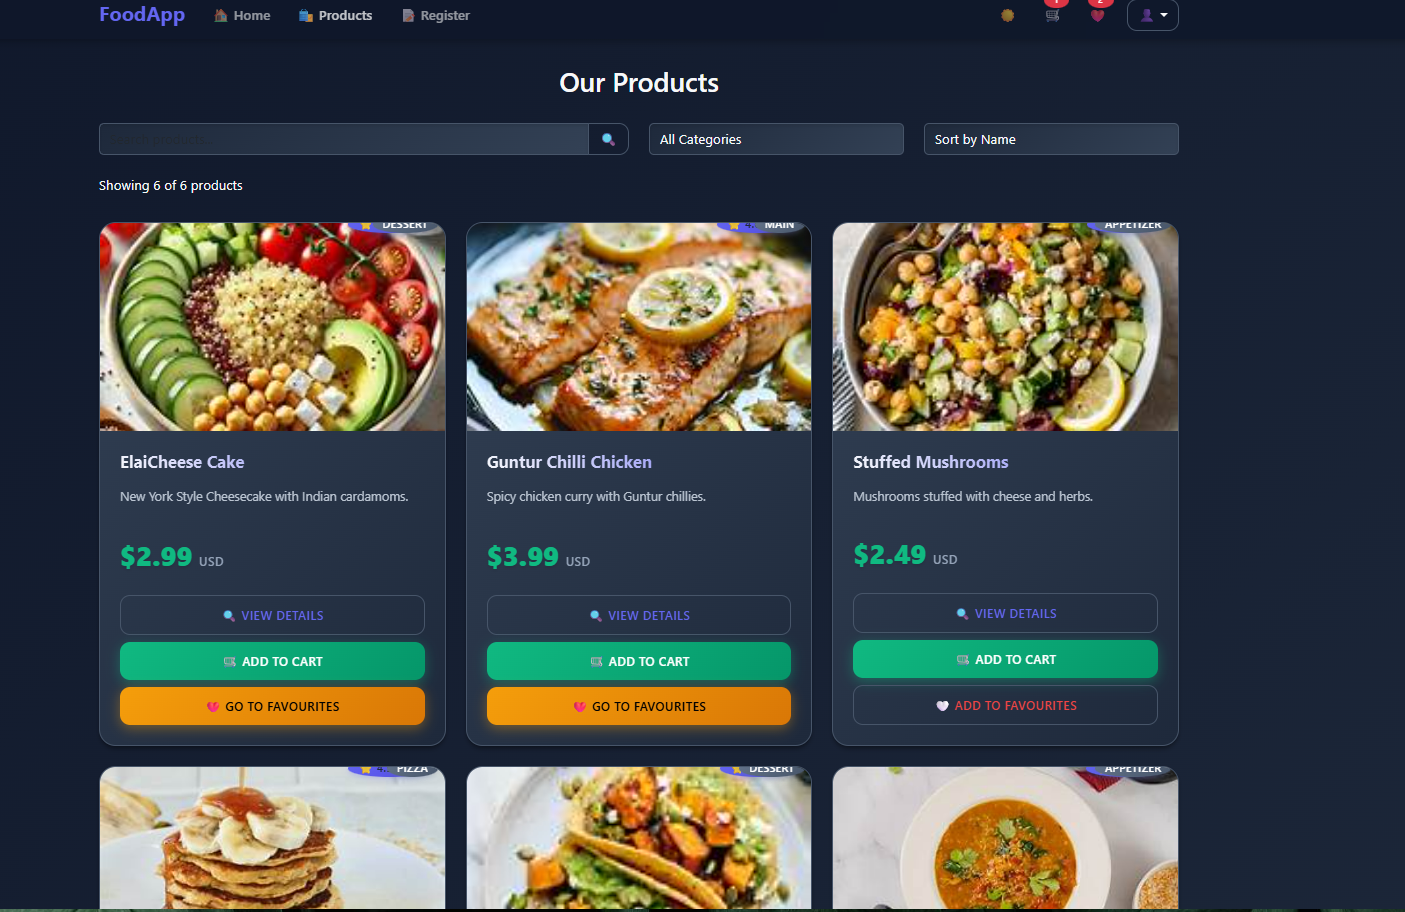 FoodApp Home Products Register
Our Products
All Categories Sort by Name
Showing 6 of 6 products
DESSERT MAIN APPETIZER
ElaiCheese Cake Guntur Chilli Chicken Stuffed Mushrooms
New York Style Cheesecake with Indian cardamoms. Spicy chicken curry with Guntur chillies. Mushrooms stuffed with cheese and herbs.
$2.99 USD $3.99 USD $2.49 USD
VIEW DETAILS VIEW DETAILS VIEW DETAILS
ADD TO CART ADD TO CART ADD TO CART
GO TO FAVOURITES GO TO FAVOURITES ADD TO FAVOURITES
PIZZA DESSERT APPETIZER